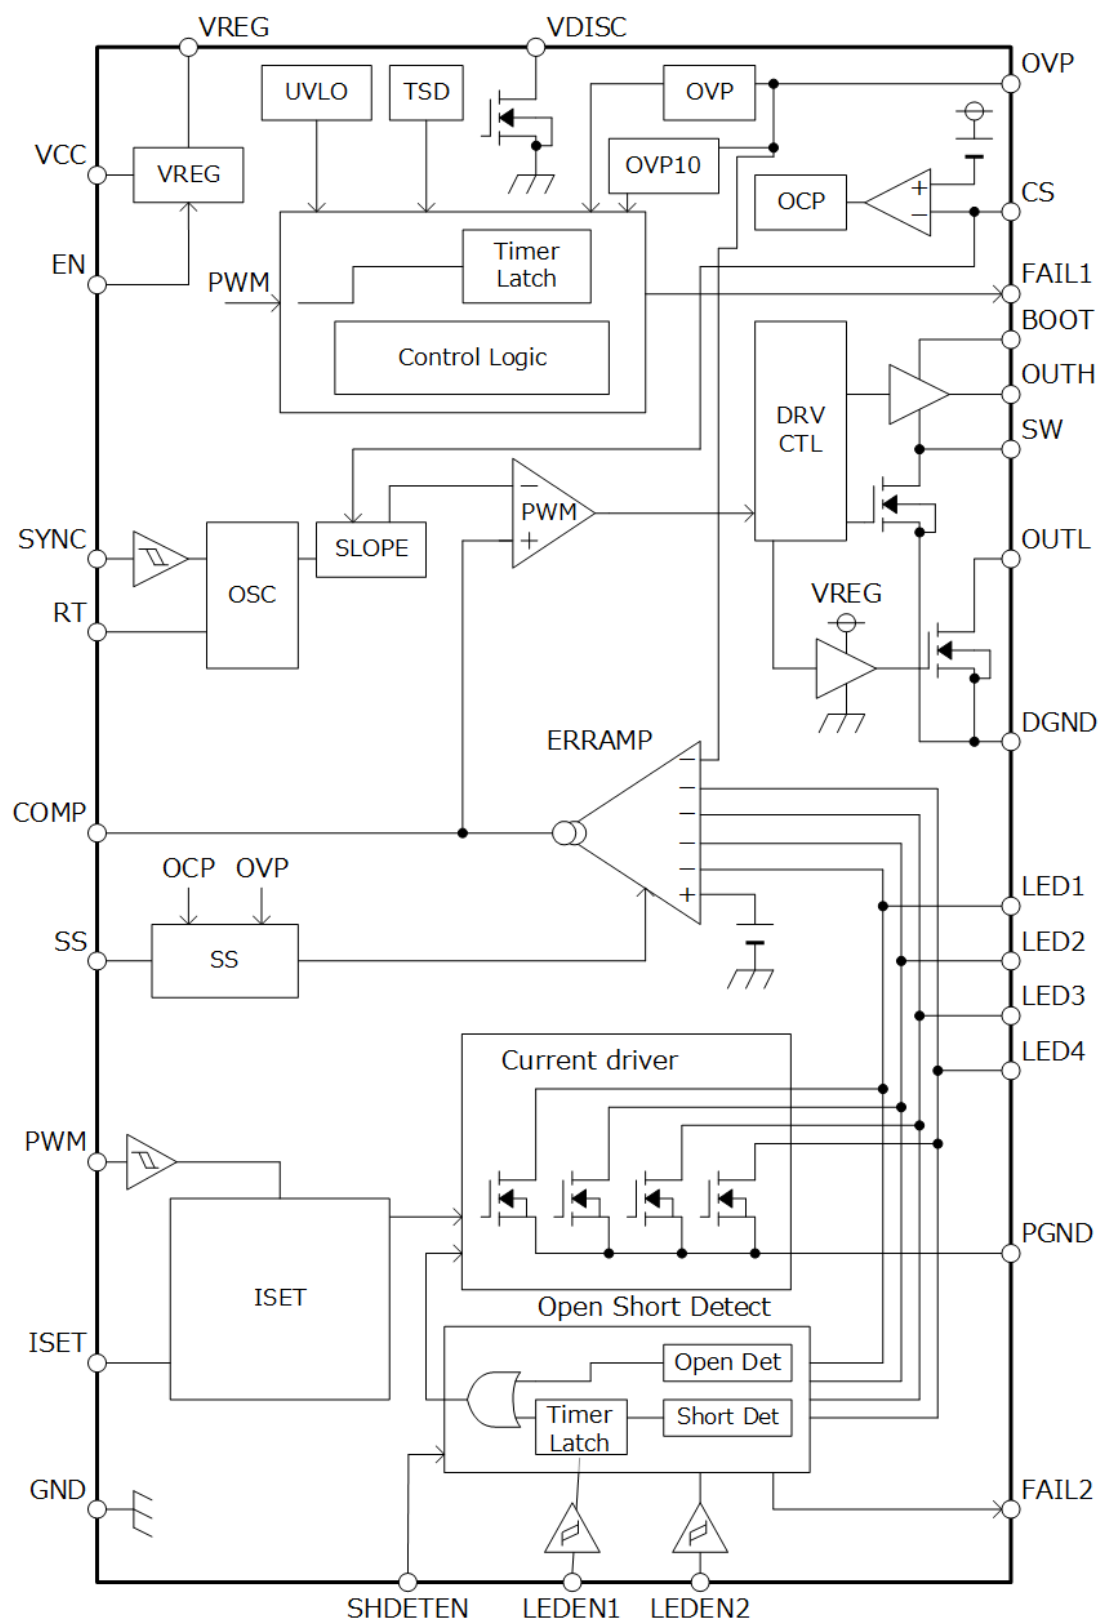 VREG
VDISC
OVP
UVLO
TSD
OVP
VCC
VREG
OVP10
OCP
+
−
CS
EN
PWM
Timer
Latch
FAIL1
BOOT
Control Logic
OUTH
DRV
CTL
SW
−
PWM
+
SYNC
SLOPE
OUTL
OSC
RT
VREG
ERRAMP
DGND
−
−
−
−
−
+
COMP
OCP
OVP
LED1
SS
SS
LED2
LED3
LED4
Current driver
PWM
PGND
ISET
Open Short Detect
ISET
Open Det
Timer
Latch
Short Det
GND
FAIL2
SHDETEN
LEDEN1
LEDEN2